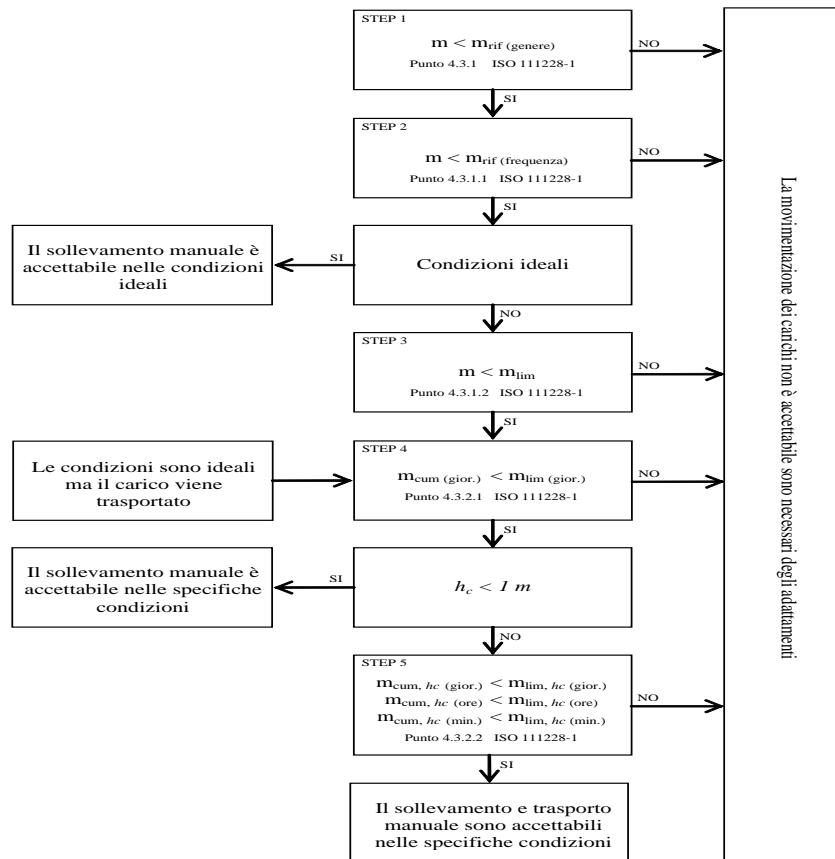 STEP 1
m < mrif (genere)
Punto 4.3.1 ISO 111228-1
NO
SI
STEP 2
m < mrif (frequenza)
Punto 4.3.1.1 ISO 111228-1
NO
SI
Il sollevamento manuale è
accettabile nelle condizioni
ideali
SI
Condizioni ideali
NO
STEP 3
m < mlim
Punto 4.3.1.2 ISO 111228-1
NO
SI
Le condizioni sono ideali
ma il carico viene
trasportato
STEP 4
mcum (gior.) < mlim (gior.)
Punto 4.3.2.1 ISO 111228-1
NO
SI
Il sollevamento manuale è
accettabile nelle specifiche
condizioni
SI
hc < 1 m
NO
STEP 5
mcum, hc (gior.) < mlim, hc (gior.)
mcum, hc (ore) < mlim, hc (ore)
mcum, hc (min.) < mlim, hc (min.)
Punto 4.3.2.2 ISO 111228-1
NO
SI
Il sollevamento e trasporto
manuale sono accettabili
nelle specifiche condizioni
La movimentazione dei carichi non è accettabile sono necessari degli adattamenti